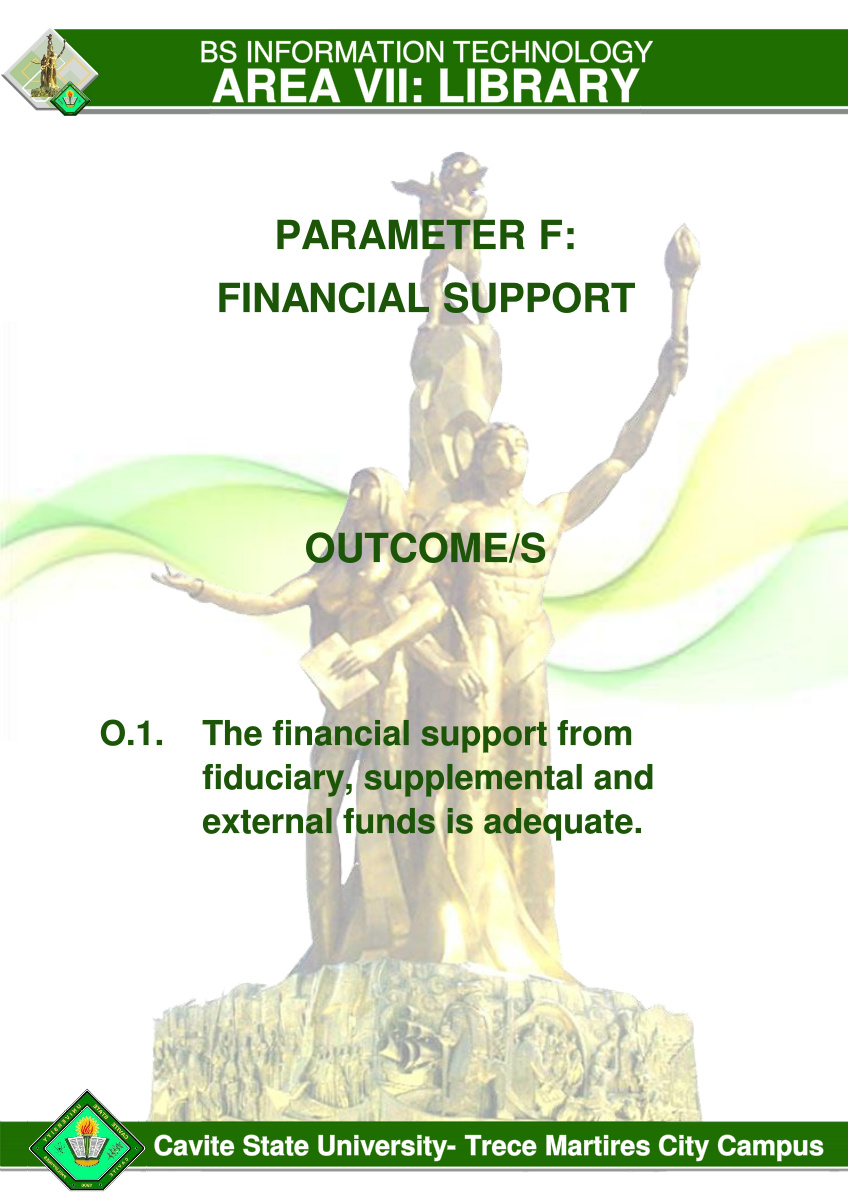 BS INFORMATION TECHNOLOGY
AREA VII: LIBRARY
PARAMETER F:
FINANCIAL SUPPORT
OUTCOME/S
O.1. The financial support from
fiduciary, supplemental and
external funds is adequate.
Cavite State University- Trece Martires City Campus